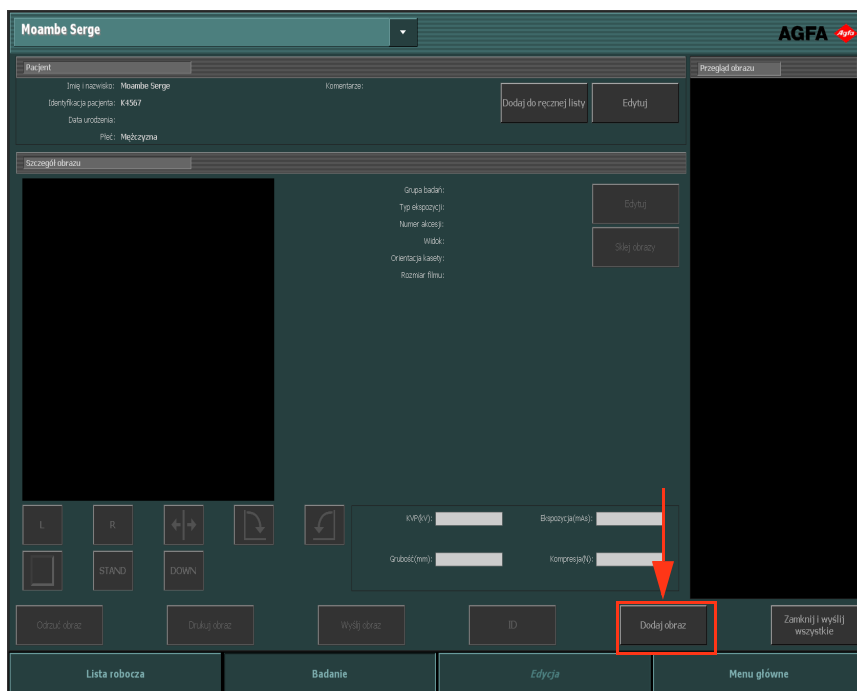 Moambe Serge
AGFA
Agfa
Pacjent
Przegląd obrazu
Imię i nazwisko: Moambe Serge
Komentarze:
Dodaj do ręcznej listy
Edytuj
Identyfikacja pacjenta: K4567
Data urodzenia:
Płeć: Mężczyzna
Szczegół obrazu
Grupa badań:
Typ ekspozycji:
Numer akcesji:
Widok:
Orientacja kasety:
Rozmiar filmu:
Edytuj
Sklej obrazy
L
R
STAND
DOWN
KVP(kV):
Ekspozycja(mAs):
Grubość(mm):
Kompresja(N):
Odrzuć obraz
Drukuj obraz
Wyślij obraz
ID
Dodaj obraz
Zamknij i wyślij
wszystkie
Lista robocza
Badanie
Edycja
Menu główne